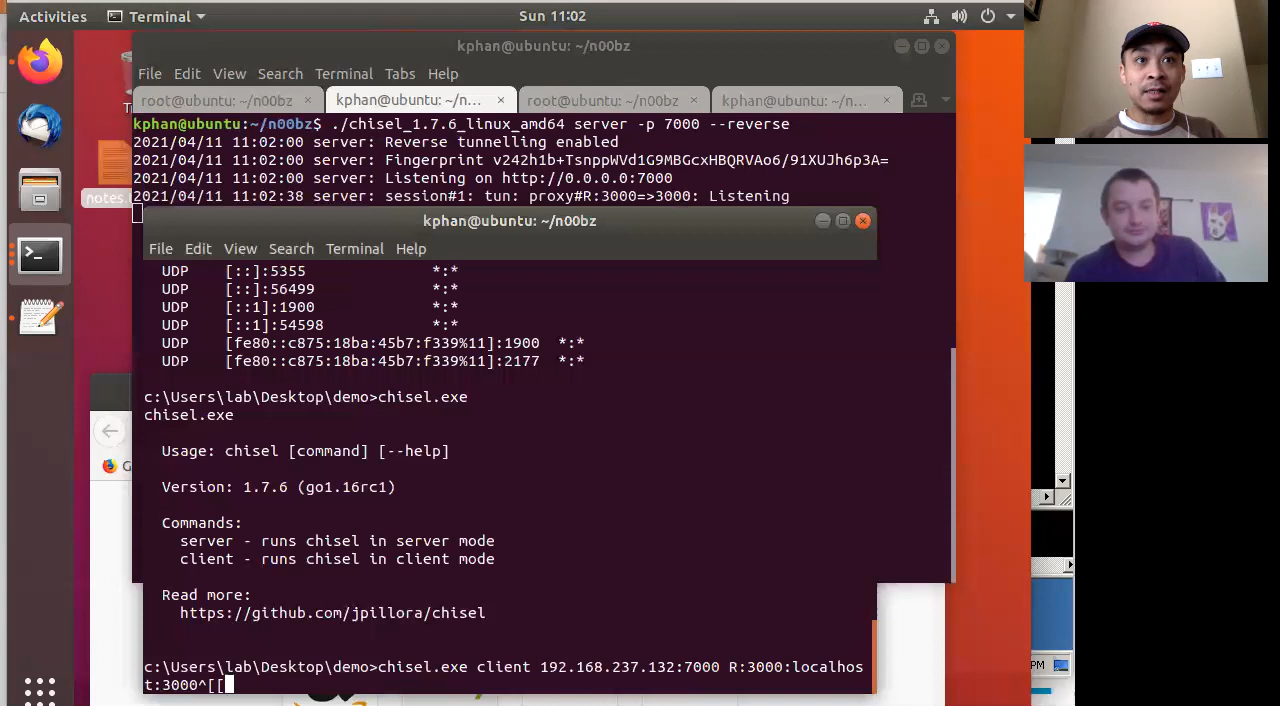 Activities
Terminal
Sun 11:02
kphan@ubuntu: ~/n00bz
File Edit View Search Terminal Tabs Help
root@ubuntu: ~/n00bz × kphan@ubuntu: ~/n... × root@ubuntu: ~/n00bz × kphan@ubuntu: ~/n... ×
kphan@ubuntu:~/n00bz$ ./chisel_1.7.6_linux_amd64 server -p 7000 --reverse
2021/04/11 11:02:00 server: Reverse tunnelling enabled
2021/04/11 11:02:00 server: Fingerprint v242h1b+TsnppWVd1G9MBGcxHBQRVAo6/91XUJh6p3A=
2021/04/11 11:02:00 server: Listening on http://0.0.0.0:7000
2021/04/11 11:02:38 server: session#1: tun: proxy#R:3000=>3000: Listening
notes.
kphan@ubuntu: ~/n00bz
File Edit View Search Terminal Help
UDP [::]:5355 *:*
UDP [::]:56499 *:*
UDP [::1]:1900 *:*
UDP [::1]:54598 *:*
UDP [fe80::c875:18ba:45b7:f339%11]:1900 *:*
UDP [fe80::c875:18ba:45b7:f339%11]:2177 *:*
c:\Users\lab\Desktop\demo>chisel.exe
chisel.exe
Usage: chisel [command] [--help]
Version: 1.7.6 (go1.16rc1)
Commands:
server - runs chisel in server mode
client - runs chisel in client mode
Read more:
https://github.com/jpillora/chisel
c:\Users\lab\Desktop\demo>chisel.exe client 192.168.237.132:7000 R:3000:localhos
t:3000^[[
PM